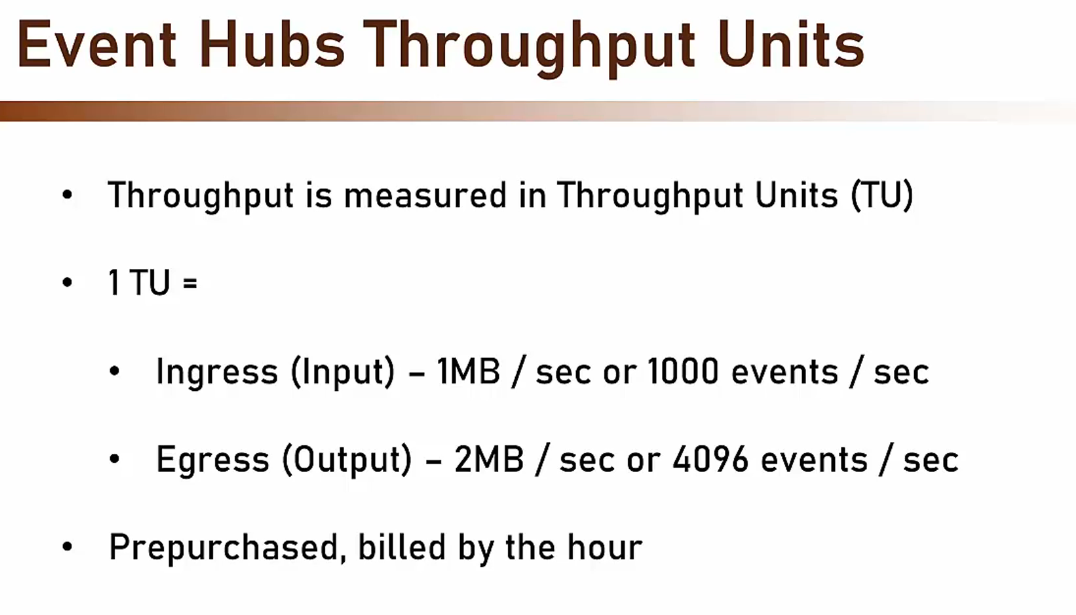 Event Hubs Throughput Units
• Throughput is measured in Throughput Units (TU)
• 1 TU =
• Ingress (Input) – 1MB / sec or 1000 events / sec
• Egress (Output) – 2MB / sec or 4096 events / sec
• Prepurchased, billed by the hour